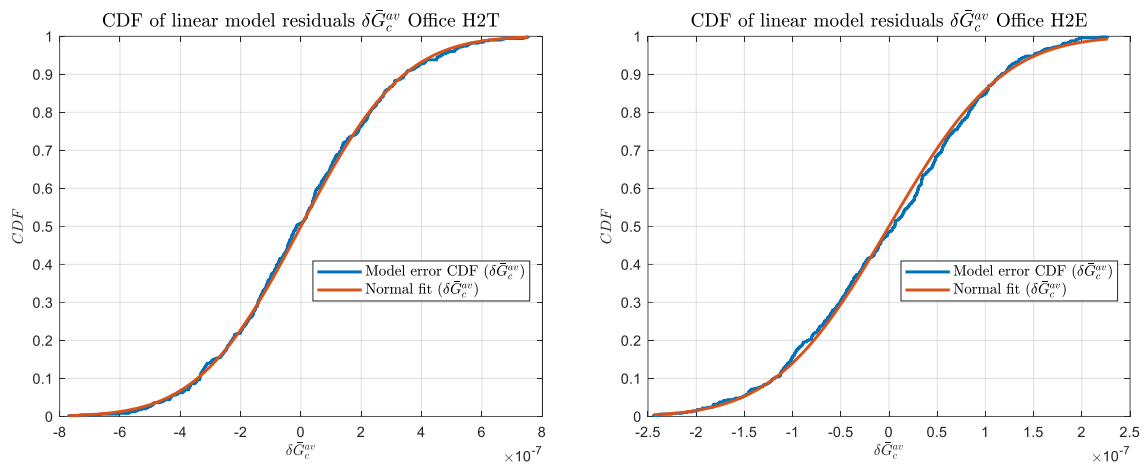 CDF of linear model residuals δḠ_c^{av} Office H2T
1
0.9
0.8
0.7
0.6
0.5
0.4
0.3
0.2
0.1
0
CDF
Model error CDF (δḠ_c^{av})
Normal fit (δḠ_c^{av})
-8 -6 -4 -2 0 2 4 6 8
δḠ_c^{av}
×10^{-7}
CDF of linear model residuals δḠ_c^{av} Office H2E
1
0.9
0.8
0.7
0.6
0.5
0.4
0.3
0.2
0.1
0
CDF
Model error CDF (δḠ_c^{av})
Normal fit (δḠ_c^{av})
-2.5 -2 -1.5 -1 -0.5 0 0.5 1 1.5 2 2.5
δḠ_c^{av}
×10^{-7}